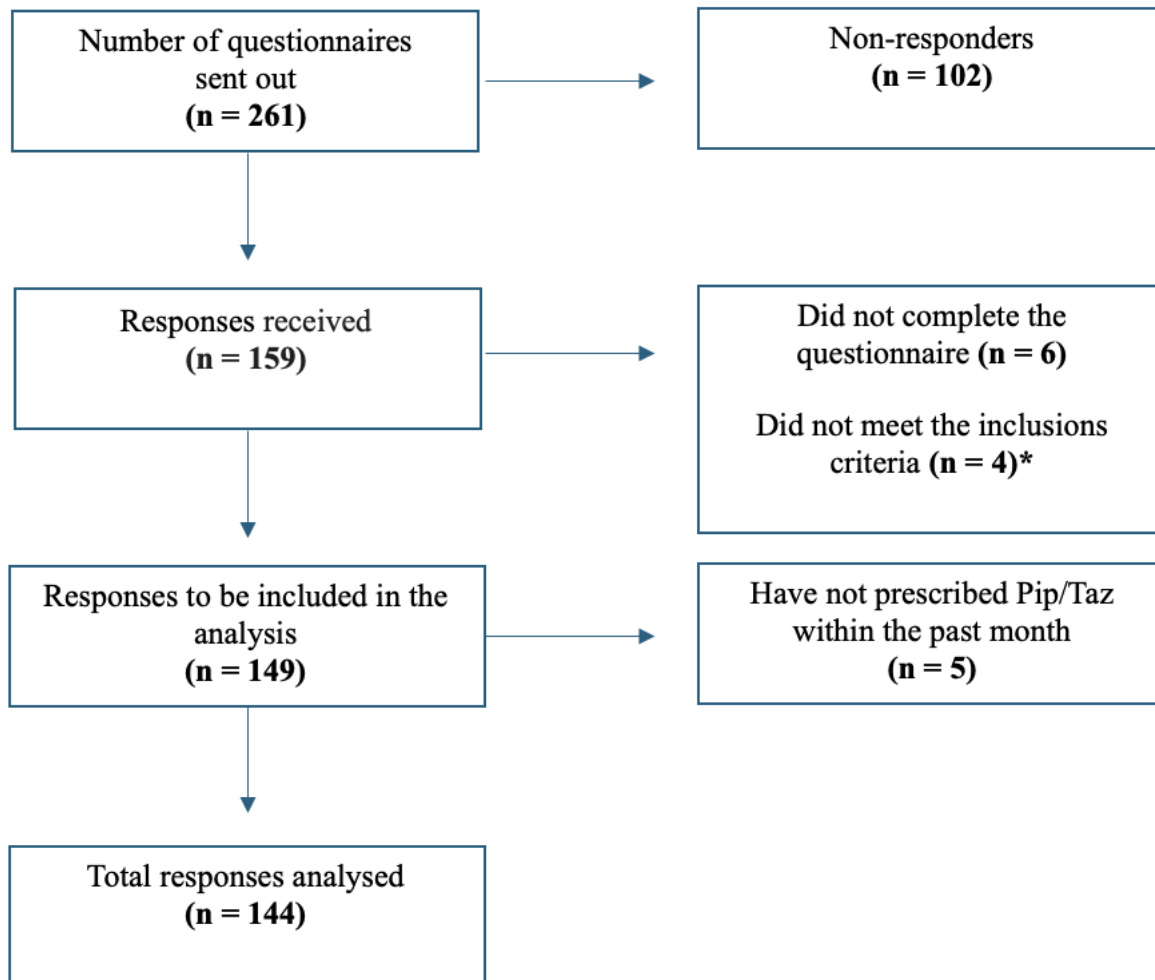 Number of questionnaires
sent out
(n = 261)
Non-responders
(n = 102)
Responses received
(n = 159)
Did not complete the
questionnaire (n = 6)
Did not meet the inclusions
criteria (n = 4)*
Responses to be included in the
analysis
(n = 149)
Have not prescribed Pip/Taz
within the past month
(n = 5)
Total responses analysed
(n = 144)